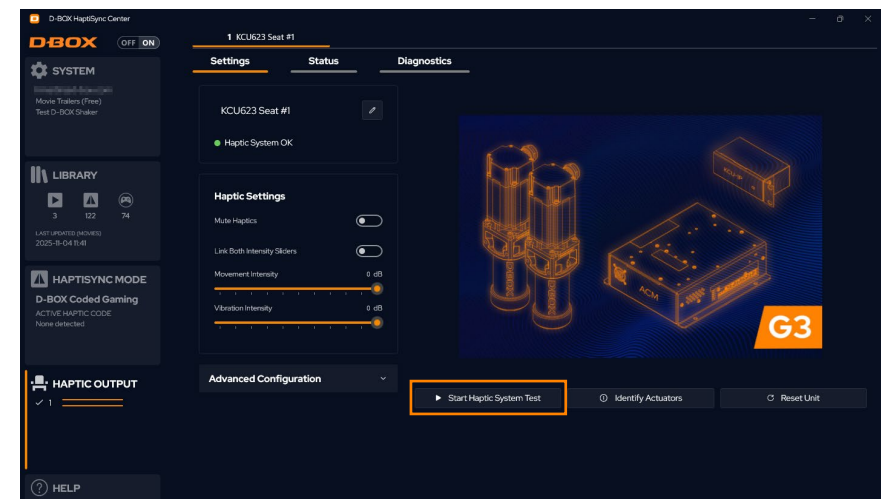 D-BOX HaptiSync Center
D-BOX
OFF ON
1 KCU623 Seat #1
Settings
Status
Diagnostics
SYSTEM
Movie Trailers (Free)
Test D-BOX Shaker
KCU623 Seat #1
Haptic System OK
LIBRARY
3
122
74
LAST UPDATED (MOVIES)
2025-11-04 11:41
Haptic Settings
Mute Haptics
Link Both Intensity Sliders
Movement Intensity
0 dB
Vibration Intensity
0 dB
HAPTISYNC MODE
D-BOX Coded Gaming
ACTIVE HAPTIC CODE
None detected
ACM
G3
HAPTIC OUTPUT
1
Advanced Configuration
Start Haptic System Test
Identify Actuators
Reset Unit
HELP